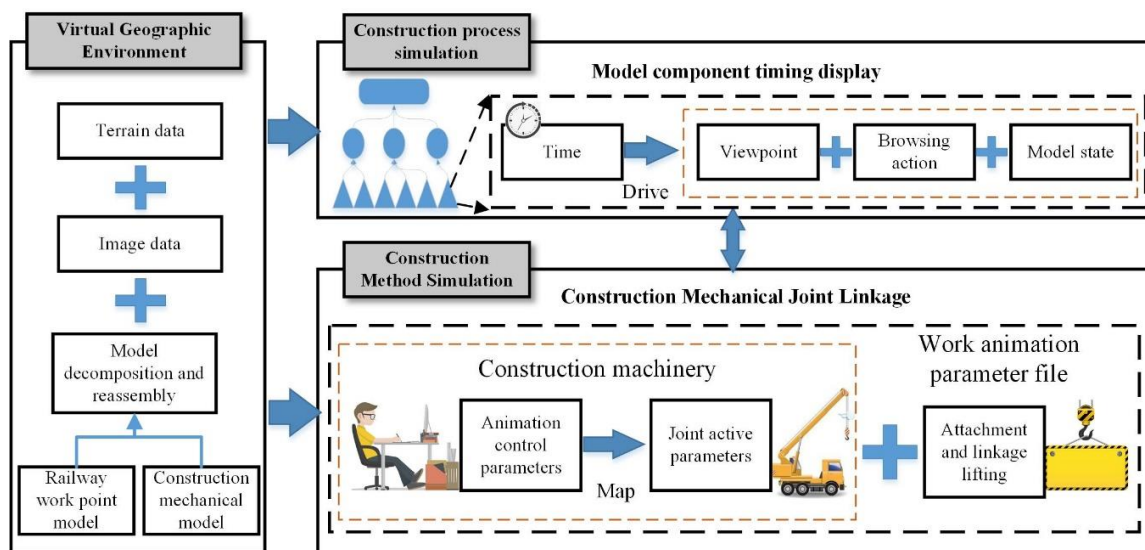 Virtual Geographic
Environment
Terrain data
Image data
Model
decomposition and
reassembly
Railway
work point
model
Construction
mechanical
model
Construction process
simulation
Model component timing display
Time
Drive
Viewpoint
Browsing
action
Model state
Construction
Method Simulation
Construction Mechanical Joint Linkage
Construction machinery
Animation
control
parameters
Map
Joint active
parameters
Work animation
parameter file
Attachment
and linkage
lifting